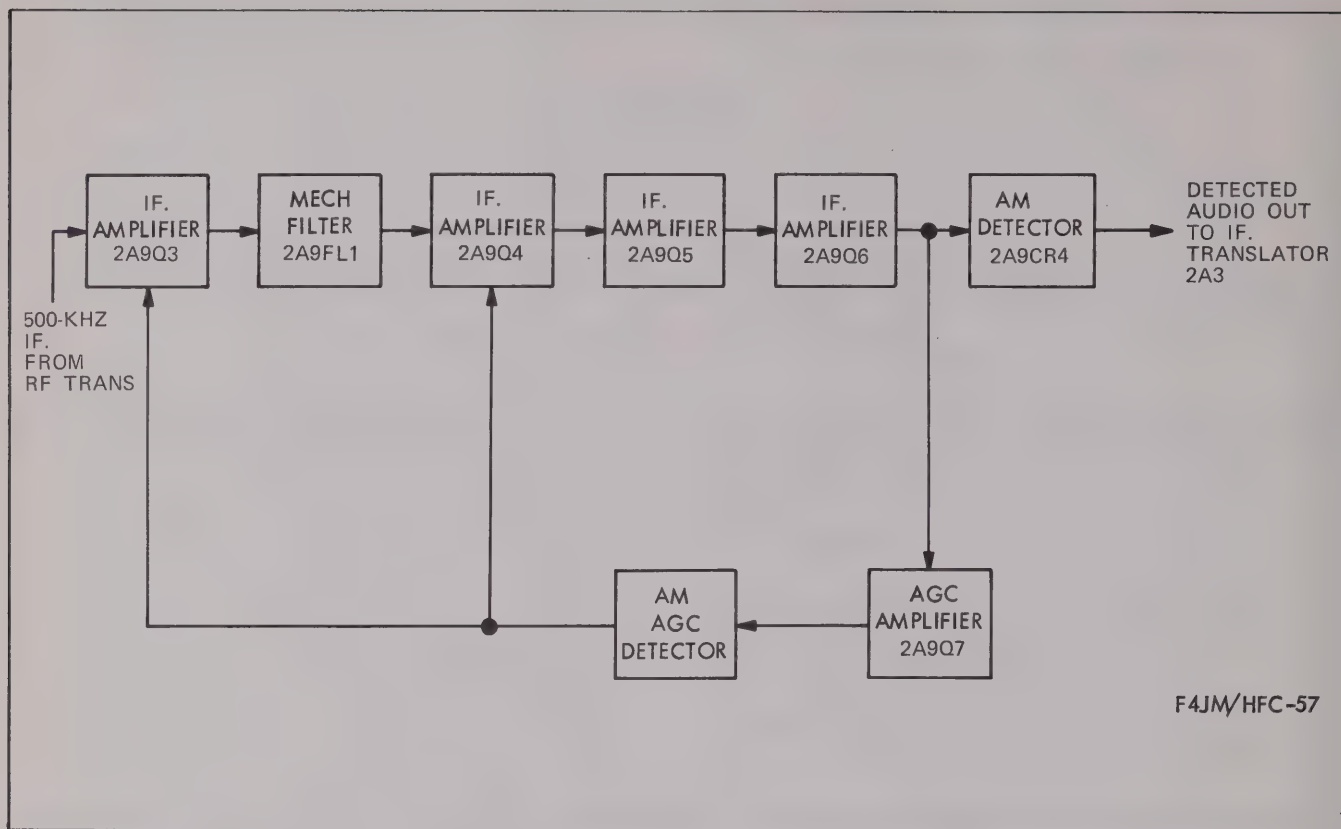 IF.
AMPLIFIER
2A9Q3
MECH
FILTER
2A9FL1
IF.
AMPLIFIER
2A9Q4
IF.
AMPLIFIER
2A9Q5
IF.
AMPLIFIER
2A9Q6
AM
DETECTOR
2A9CR4
DETECTED
AUDIO OUT
TO IF.
TRANSLATOR
2A3
500-KHZ
IF.
FROM
RF TRANS
AM
AGC
DETECTOR
AGC
AMPLIFIER
2A9Q7
F4JM/HFC-57